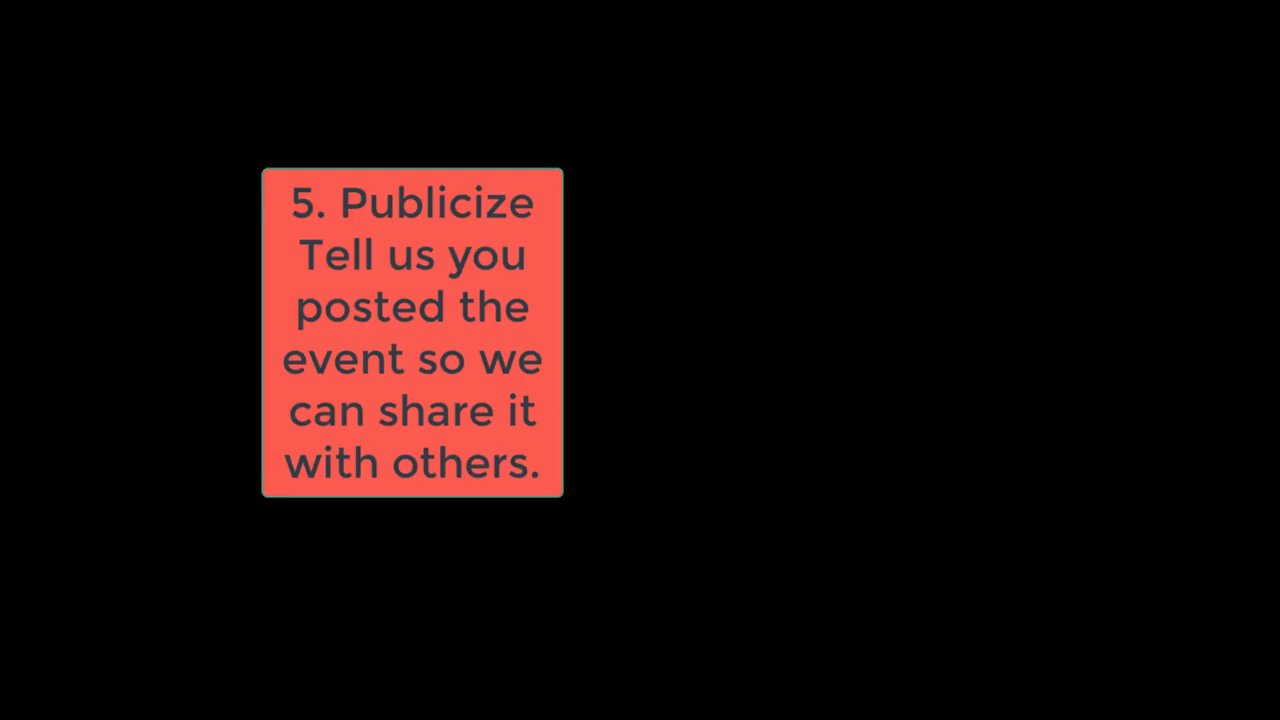 5. Publicize
Tell us you
posted the
event so we
can share it
with others.